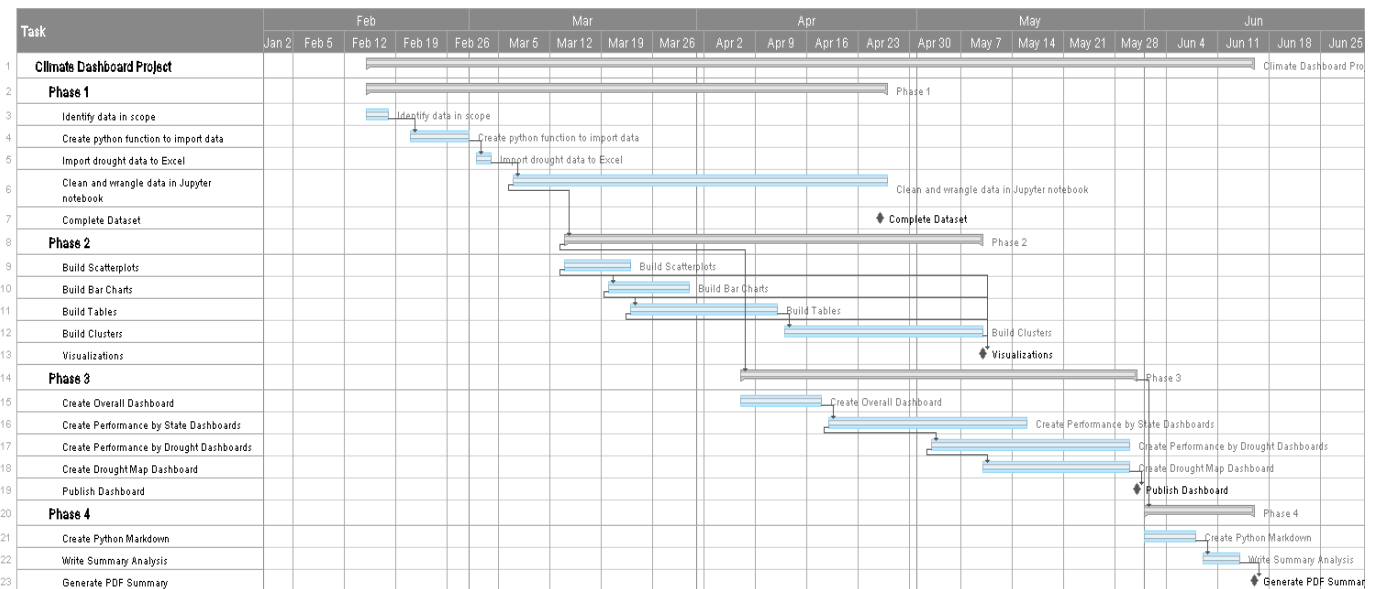 Task
Feb Mar Apr May Jun
Jan 2 Feb 5 Feb 12 Feb 19 Feb 26 Mar 5 Mar 12 Mar 19 Mar 26 Apr 2 Apr 9 Apr 16 Apr 23 Apr 30 May 7 May 14 May 21 May 28 Jun 4 Jun 11 Jun 18 Jun 25
1 Climate Dashboard Project Climate Dashboard Pro
2 Phase 1 Phase 1
3 Identify data in scope Identify data in scope
4 Create python function to import data Create python function to import data
5 Import drought data to Excel Import drought data to Excel
6 Clean and wrangle data in Jupyter
notebook
Clean and wrangle data in Jupyter notebook
7 Complete Dataset Complete Dataset
8 Phase 2 Phase 2
9 Build Scatterplots Build Scatterplots
10 Build Bar Charts Build Bar Charts
11 Build Tables Build Tables
12 Build Clusters Build Clusters
13 Visualizations Visualizations
14 Phase 3 Phase 3
15 Create Overall Dashboard Create Overall Dashboard
16 Create Performance by State Dashboards Create Performance by State Dashboards
17 Create Performance by Drought Dashboards Create Performance by Drought Dashboards
18 Create Drought Map Dashboard Create Drought Map Dashboard
19 Publish Dashboard Publish Dashboard
20 Phase 4 Phase 4
21 Create Python Markdown Create Python Markdown
22 Write Summary Analysis Write Summary Analysis
23 Generate PDF Summary Generate PDF Summar